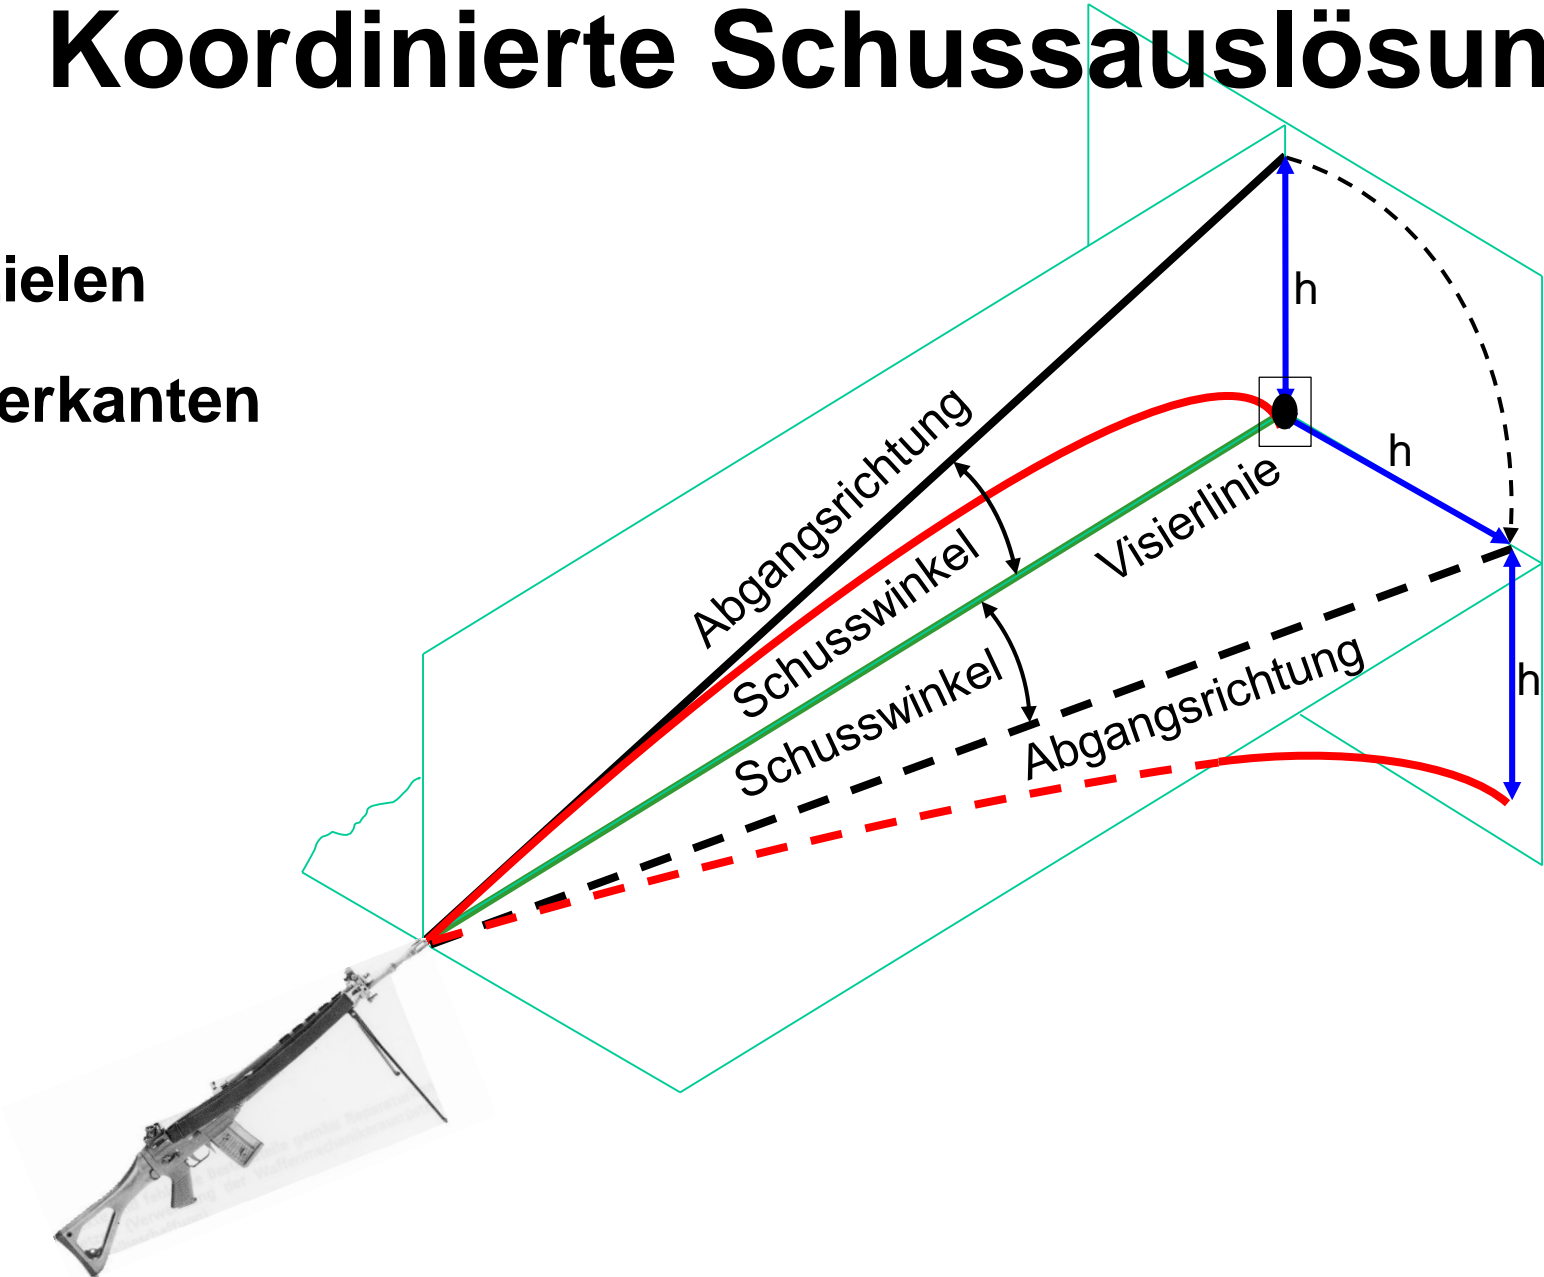 Koordinierte Schussauslösun
ielen
erkanten
h
h
Abgangsrichtung
Visierlinie
Schusswinkel
Schusswinkel
Abgangsrichtung
h